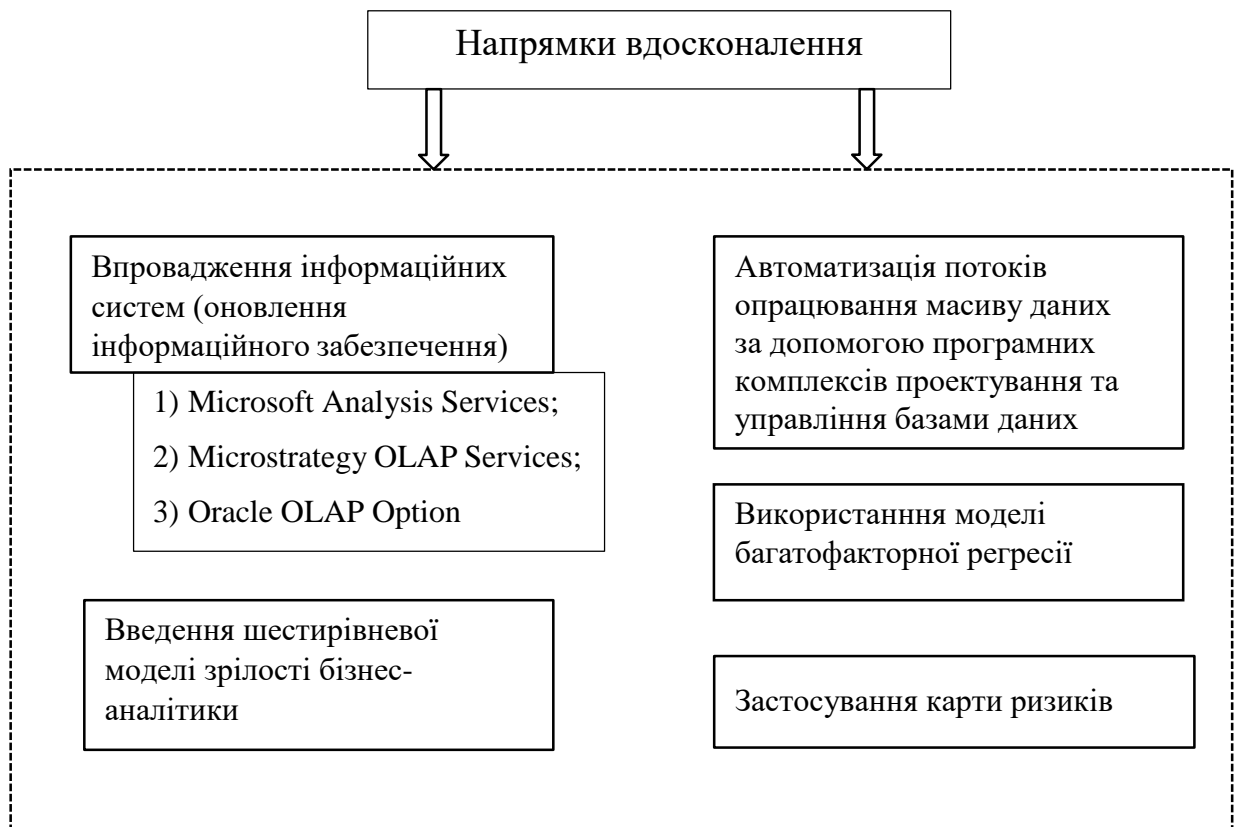 Напрямки вдосконалення
Впровадження інформаційних
систем (оновлення
інформаційного забезпечення)
1) Microsoft Analysis Services;
2) Microstrategy OLAP Services;
3) Oracle OLAP Option
Введення шестирівневої
моделі зрілості бізнес-
аналітики
Автоматизація потоків
опрацювання масиву даних
за допомогою програмних
комплексів проектування та
управління базами даних
Використанння моделі
багатофакторної регресії
Застосування карти ризиків